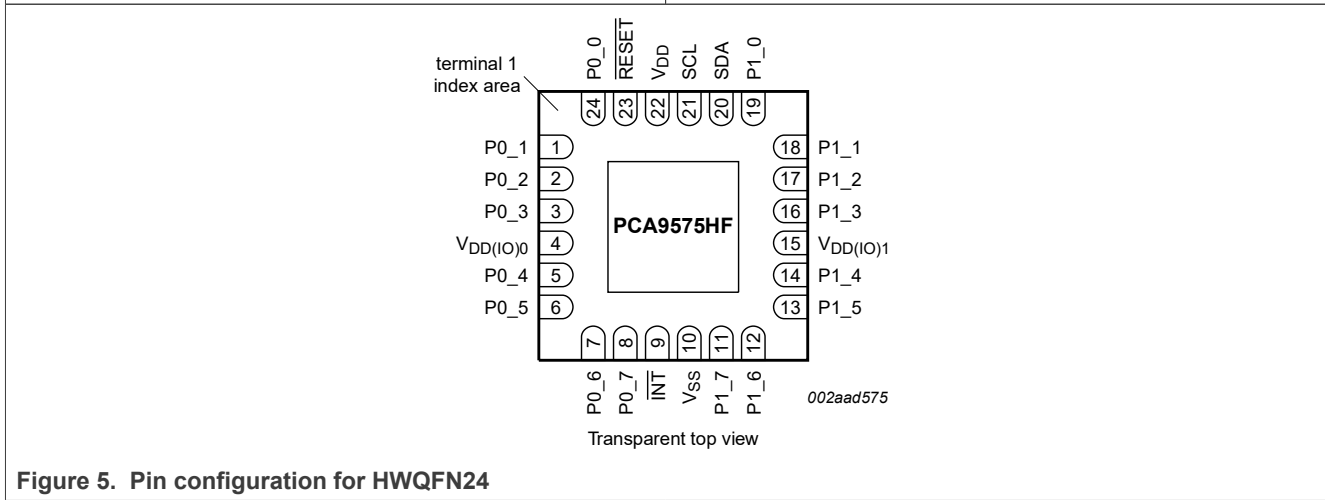 P0_0
RESET
VDD
SCL
SDA
P1_0
terminal 1
index area
24
23
22
21
20
19
P0_1 1
18 P1_1
P0_2 2
17 P1_2
P0_3 3
16 P1_3
VDD(IO)0 4
15 VDD(IO)1
P0_4 5
14 P1_4
P0_5 6
13 P1_5
PCA9575HF
7
8
9
10
11
12
P0_6
P0_7
INT
VSS
P1_7
P1_6
002aad575
Transparent top view
Figure 5. Pin configuration for HWQFN24